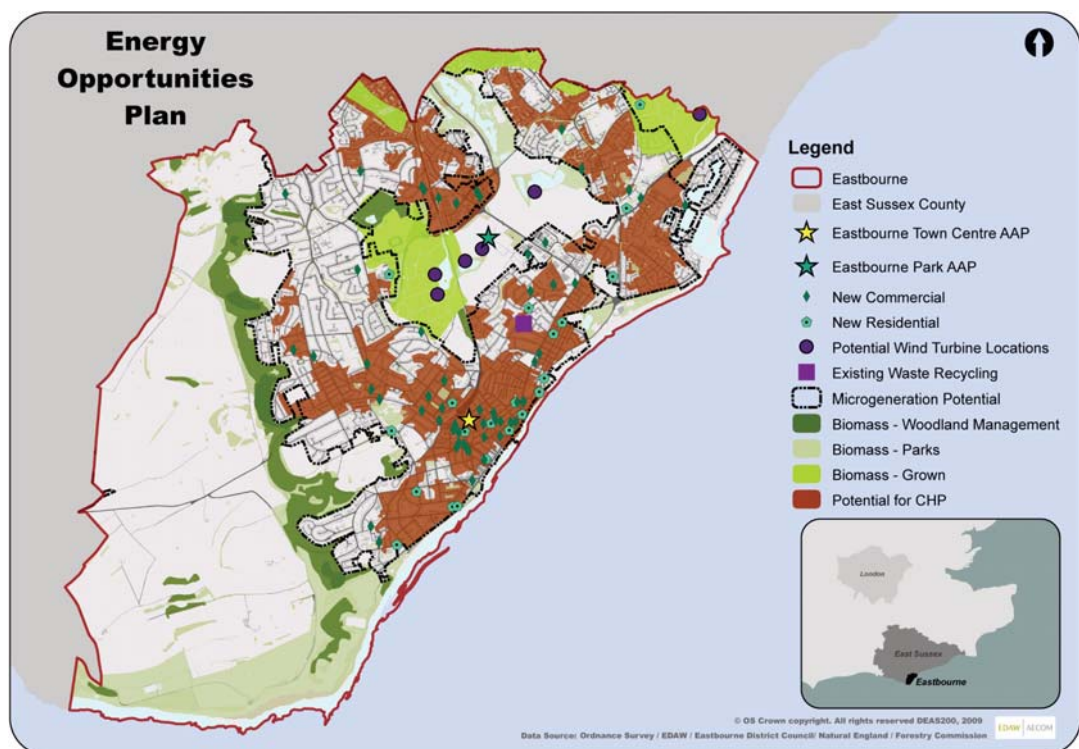 Energy
Opportunities
Plan
Legend
Eastbourne
East Sussex County
Eastbourne Town Centre AAP
Eastbourne Park AAP
New Commercial
New Residential
Potential Wind Turbine Locations
Existing Waste Recycling
Microgeneration Potential
Biomass - Woodland Management
Biomass - Parks
Biomass - Grown
Potential for CHP
London
East Sussex
Eastbourne
© OS Crown copyright. All rights reserved DEAS200, 2009
Data Source: Ordnance Survey / EDAW / Eastbourne District Council/ Natural England / Forestry Commission
EDAW | AECOM